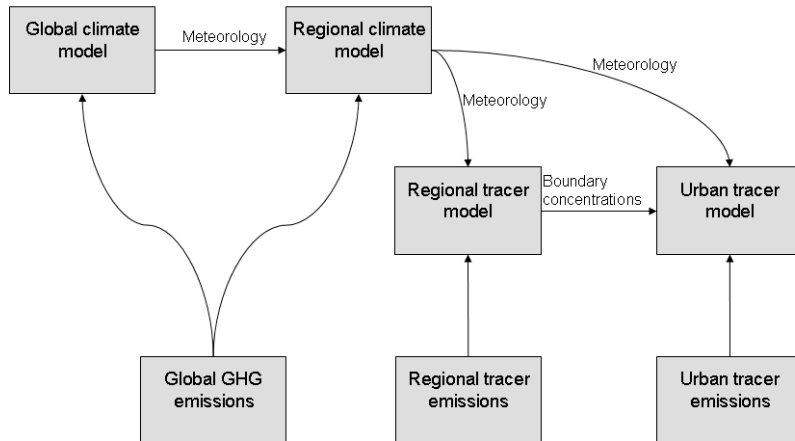 Global climate
model
Meteorology
Regional climate
model
Meteorology
Meteorology
Regional tracer
model
Boundary
concentrations
Urban tracer
model
Global GHG
emissions
Regional tracer
emissions
Urban tracer
emissions